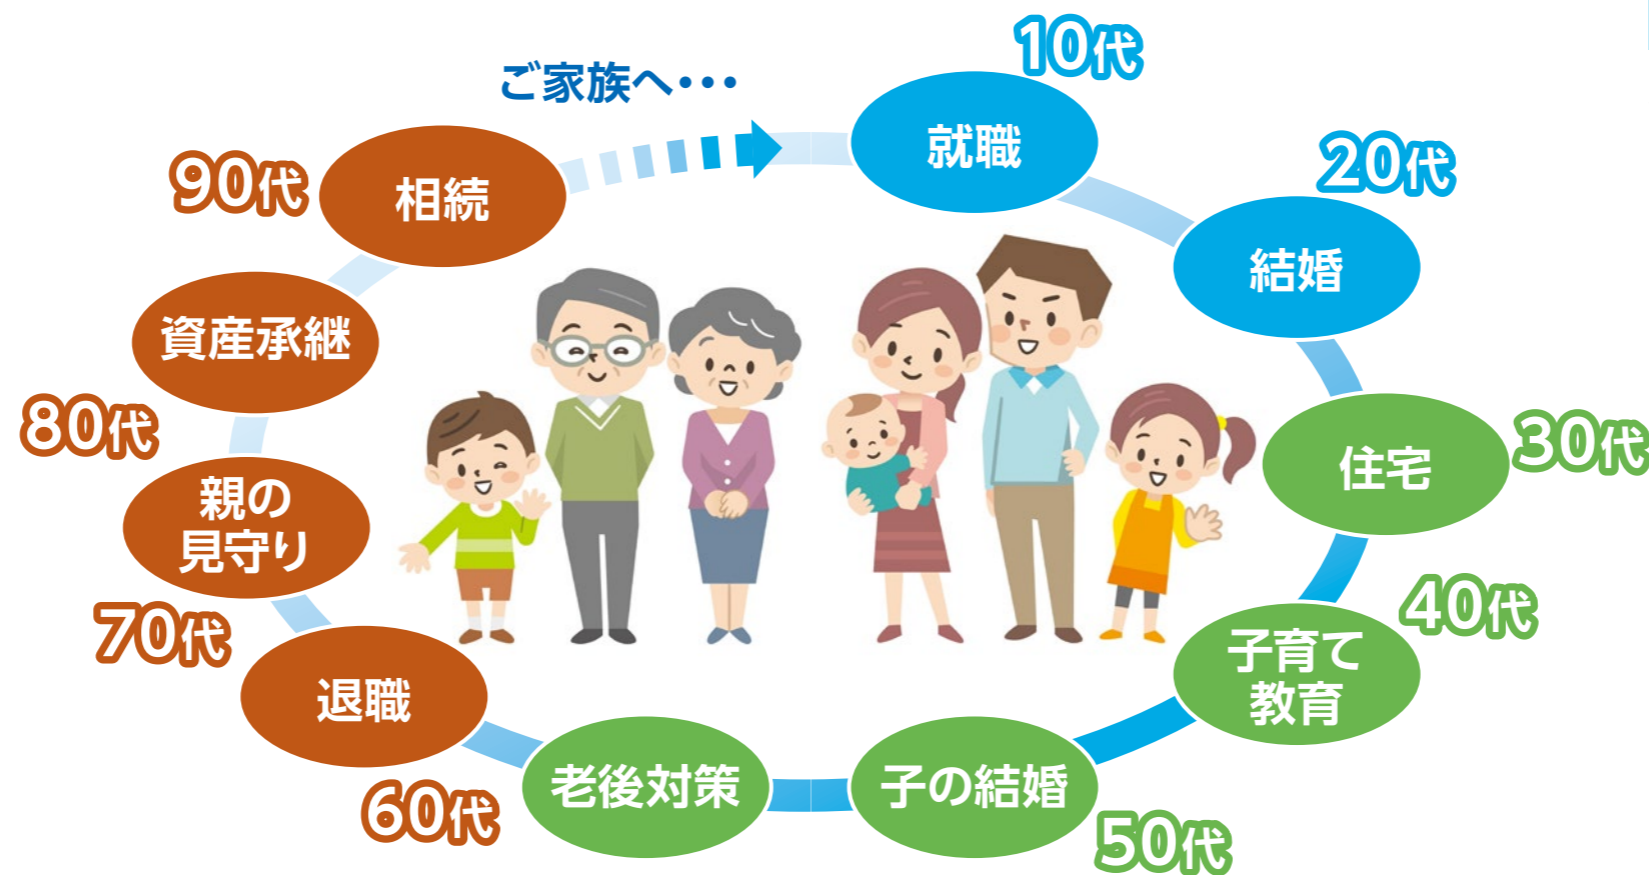 ご家族へ・・・
10代
就職
20代
結婚
30代
住宅
40代
子育て
教育
50代
子の結婚
老後対策
60代
退職
70代
親の
見守り
80代
資産承継
90代
相続